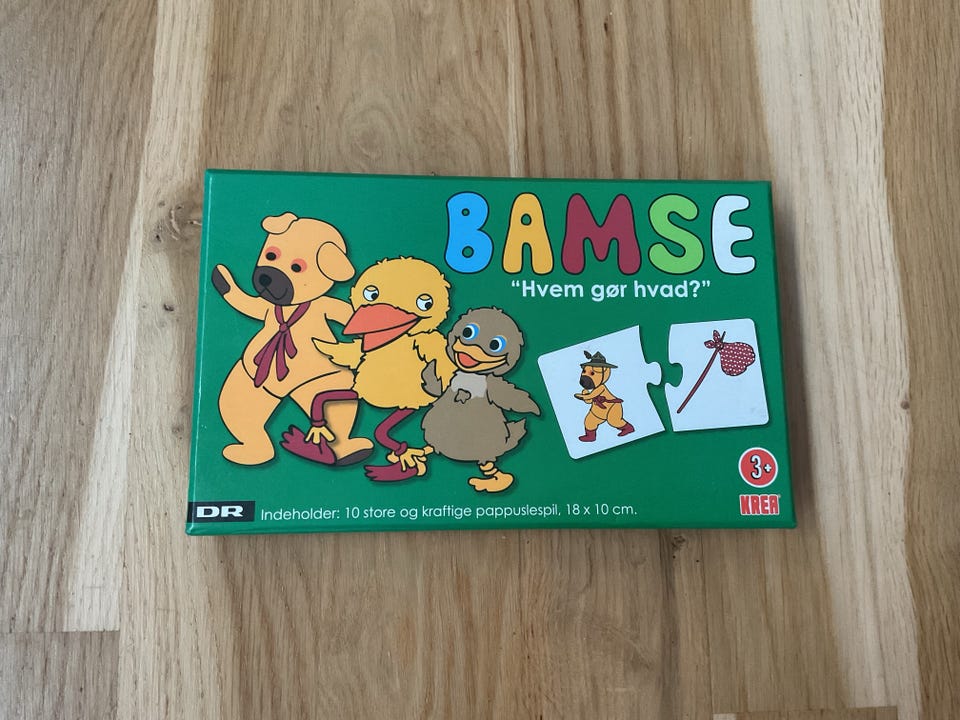 BAMSE
"Hvem gør hvad?"
3+
KREA
DR
Indeholder: 10 store og kraftige pappuslespil, 18 x 10 cm.